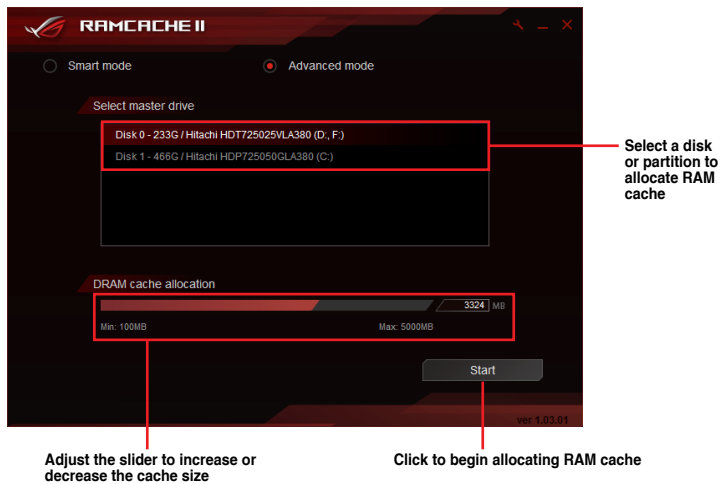 RAMCACHE II
Smart mode
Advanced mode
Select master drive
Disk 0 - 233G / Hitachi HDT725025VLA380 (D:, F:)
Disk 1 - 466G / Hitachi HDP725050GLA380 (C:)
Select a disk
or partition to
allocate RAM
cache
DRAM cache allocation
3324 MB
Min: 100MB
Max: 5000MB
Start
ver 1.03.01
Adjust the slider to increase or
decrease the cache size
Click to begin allocating RAM cache